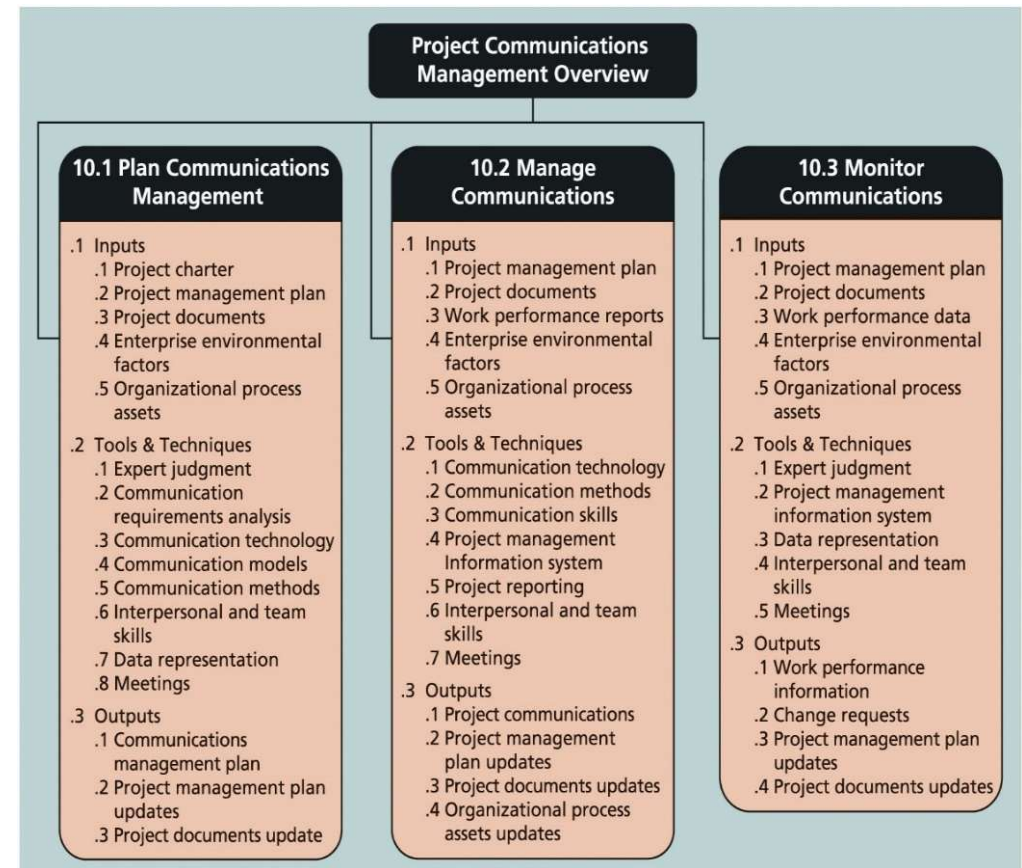 Project Communications
Management Overview
10.1 Plan Communications
Management
.1 Inputs
.1 Project charter
.2 Project management plan
.3 Project documents
.4 Enterprise environmental
factors
.5 Organizational process
assets
.2 Tools & Techniques
.1 Expert judgment
.2 Communication
requirements analysis
.3 Communication technology
.4 Communication models
.5 Communication methods
.6 Interpersonal and team
skills
.7 Data representation
.8 Meetings
.3 Outputs
.1 Communications
management plan
.2 Project management plan
updates
.3 Project documents update
10.2 Manage
Communications
.1 Inputs
.1 Project management plan
.2 Project documents
.3 Work performance reports
.4 Enterprise environmental
factors
.5 Organizational process
assets
.2 Tools & Techniques
.1 Communication technology
.2 Communication methods
.3 Communication skills
.4 Project management
Information system
.5 Project reporting
.6 Interpersonal and team
skills
.7 Meetings
.3 Outputs
.1 Project communications
.2 Project management
plan updates
.3 Project documents updates
.4 Organizational process
assets updates
10.3 Monitor
Communications
.1 Inputs
.1 Project management plan
.2 Project documents
.3 Work performance data
.4 Enterprise environmental
factors
.5 Organizational process
assets
.2 Tools & Techniques
.1 Expert judgment
.2 Project management
information system
.3 Data representation
.4 Interpersonal and team
skills
.5 Meetings
.3 Outputs
.1 Work performance
information
.2 Change requests
.3 Project management plan
updates
.4 Project documents updates